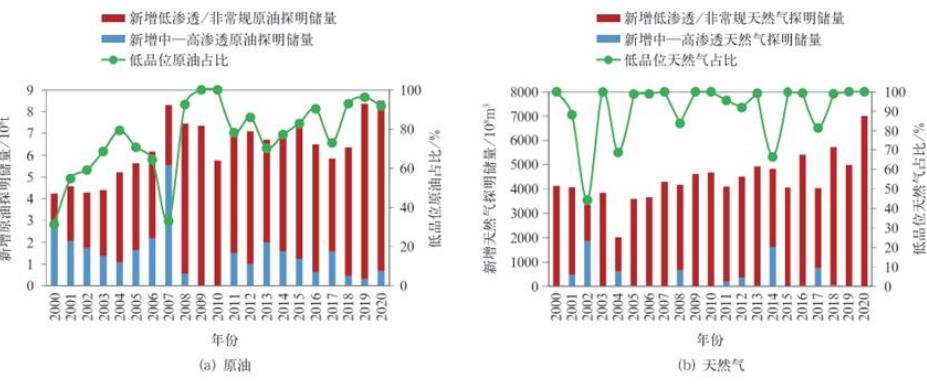 新增低渗透/非常规原油探明储量
新增中—高渗透原油探明储量
低品位原油占比
新增原油探明储量/10⁸t
9
8
7
6
5
4
3
2
1
0
100
80
60
40
20
0
低品位原油占比/%
2000 2001 2002 2003 2004 2005 2006 2007 2008 2009 2010 2011 2012 2013 2014 2015 2016 2017 2018 2019 2020
年份
(a) 原油
新增低渗透/非常规天然气探明储量
新增中—高渗透天然气探明储量
低品位天然气占比
新增天然气探明储量/10⁸m³
8000
7000
6000
5000
4000
3000
2000
1000
0
100
90
80
70
60
50
40
30
20
10
0
低品位天然气占比/%
2000 2001 2002 2003 2004 2005 2006 2007 2008 2009 2010 2011 2012 2013 2014 2015 2016 2017 2018 2019 2020
年份
(b) 天然气